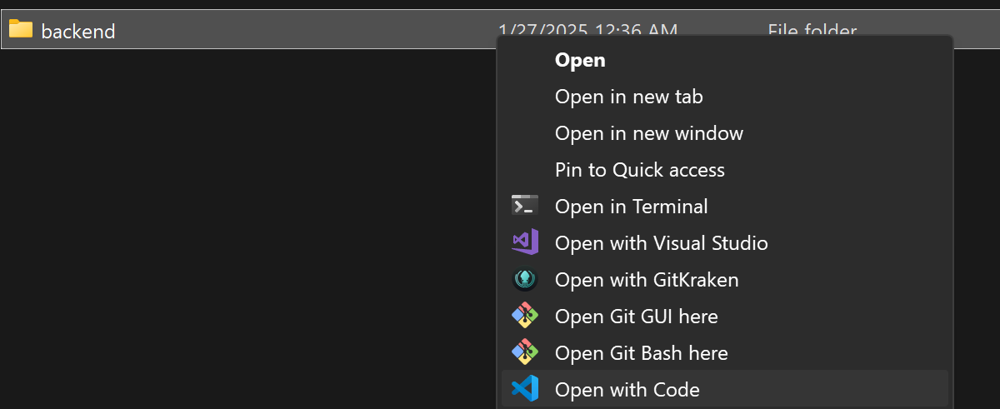 backend 1/27/2025 12:36 AM File folder
Open
Open in new tab
Open in new window
Pin to Quick access
Open in Terminal
Open with Visual Studio
Open with GitKraken
Open Git GUI here
Open Git Bash here
Open with Code